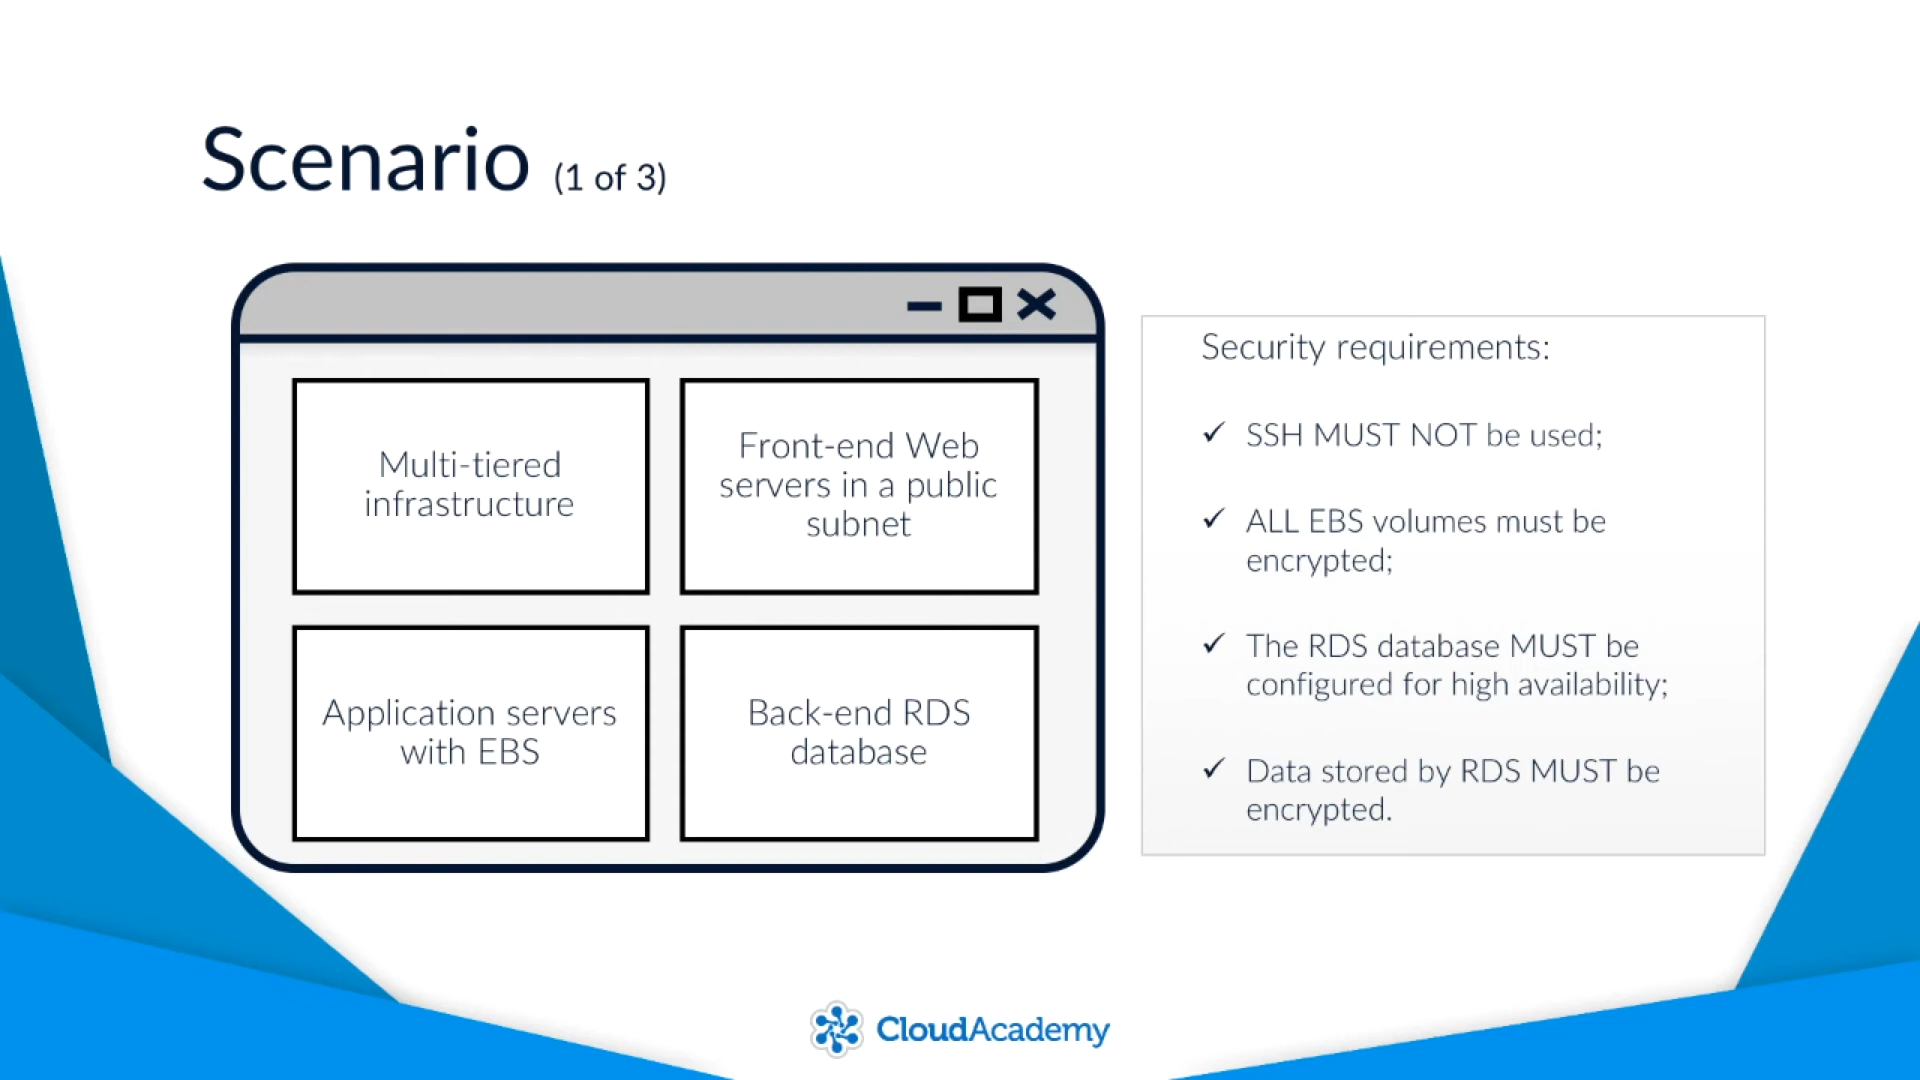 Scenario (1 of 3)
Multi-tiered
infrastructure
Front-end Web
servers in a public
subnet
Application servers
with EBS
Back-end RDS
database
Security requirements:
✓ SSH MUST NOT be used;
✓ ALL EBS volumes must be
encrypted;
✓ The RDS database MUST be
configured for high availability;
✓ Data stored by RDS MUST be
encrypted.
CloudAcademy